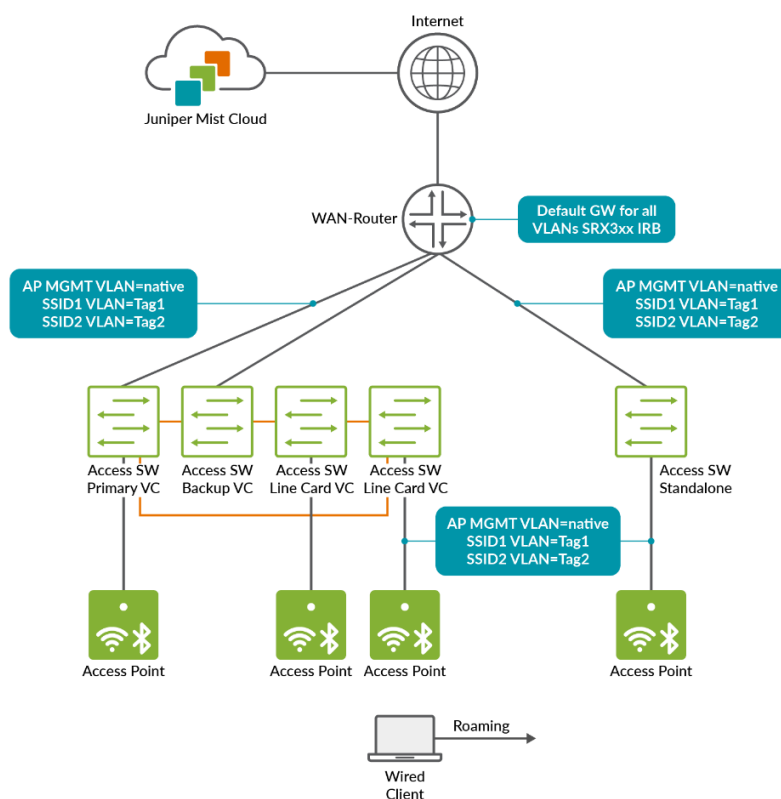 Internet
Juniper Mist Cloud
WAN-Router
Default GW for all
VLANs SRX3xx IRB
AP MGMT VLAN=native
SSID1 VLAN=Tag1
SSID2 VLAN=Tag2
AP MGMT VLAN=native
SSID1 VLAN=Tag1
SSID2 VLAN=Tag2
Access SW
Primary VC
Access SW
Backup VC
Access SW
Line Card VC
Access SW
Line Card VC
Access SW
Standalone
AP MGMT VLAN=native
SSID1 VLAN=Tag1
SSID2 VLAN=Tag2
Access Point
Access Point
Access Point
Access Point
Roaming
Wired
Client